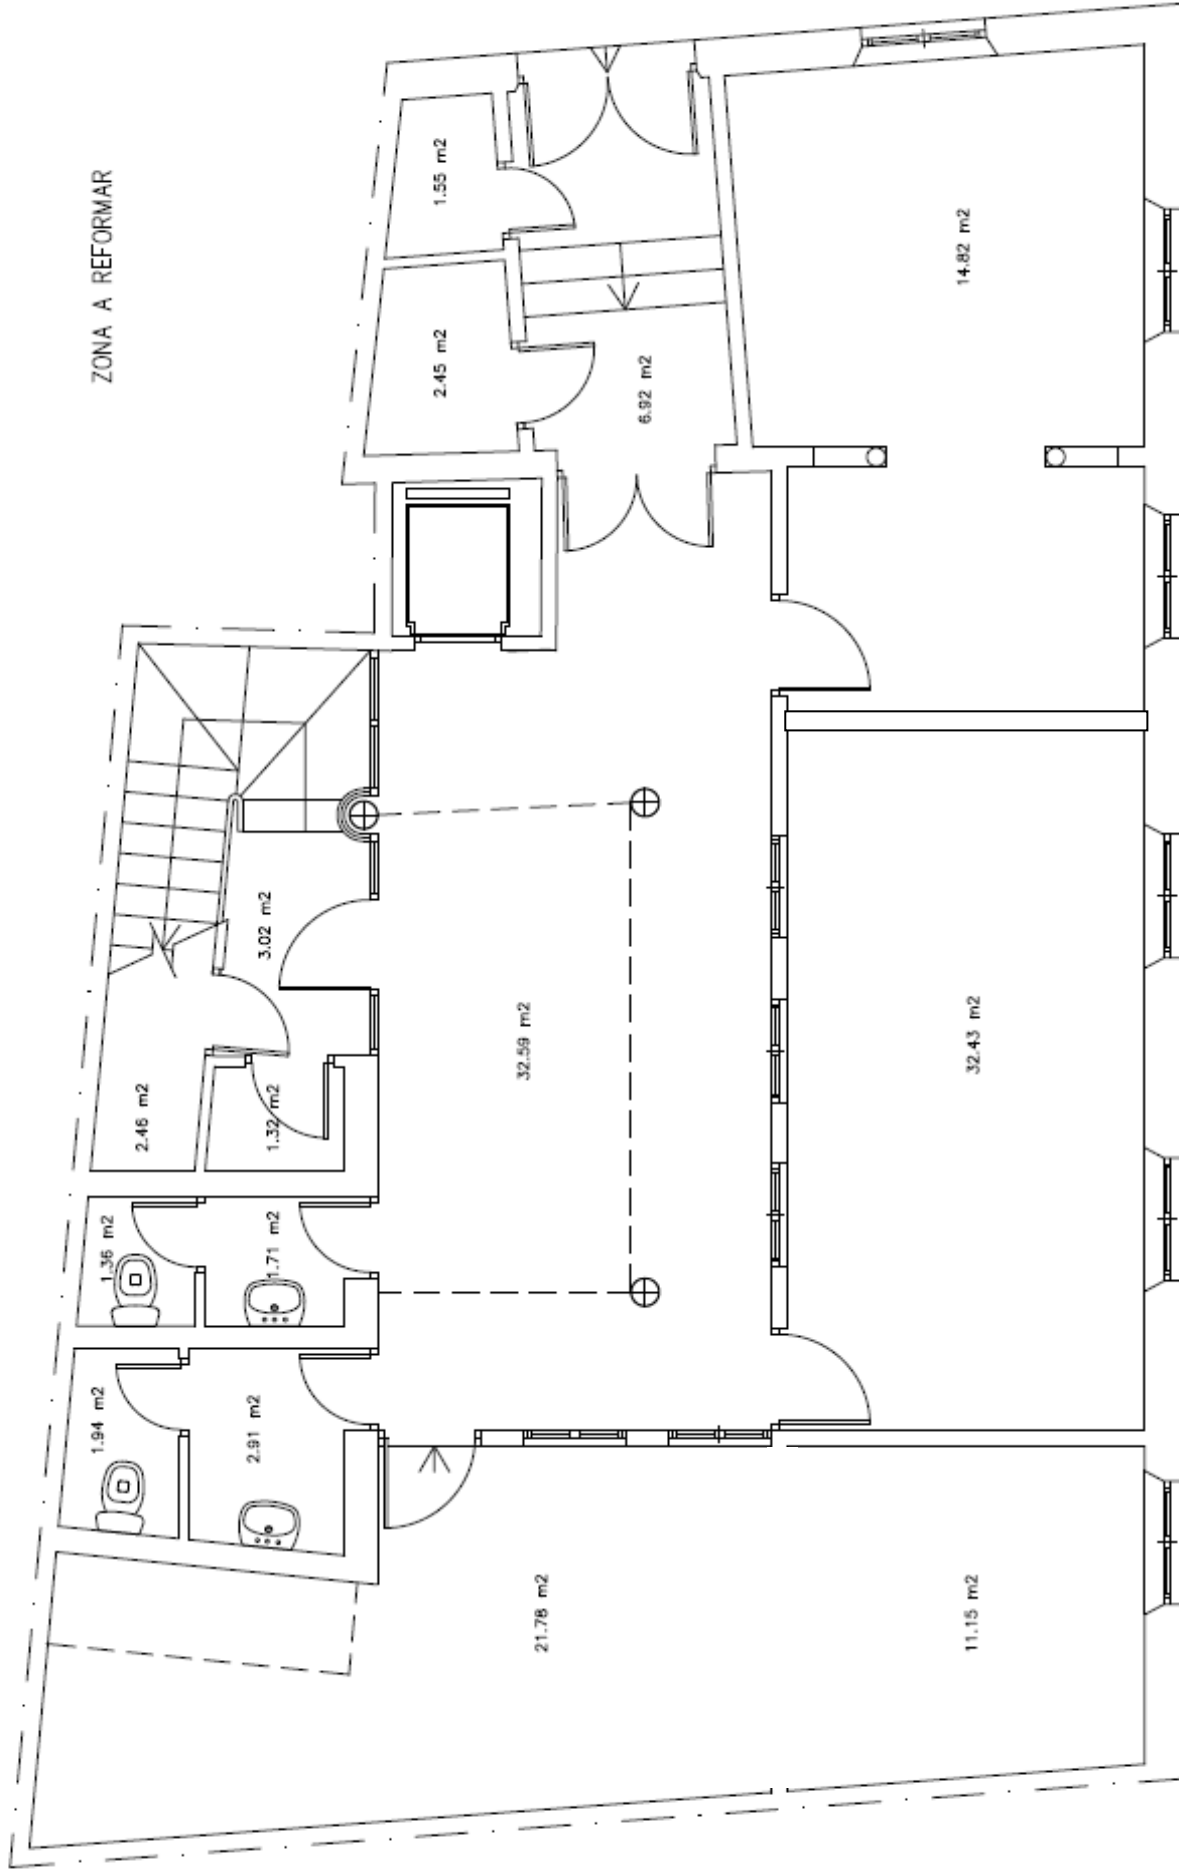 ZONA A REFORMAR
1.55 m2
2.45 m2
6.92 m2
14.82 m2
3.02 m2
2.46 m2
1.32 m2
32.59 m2
32.43 m2
1.36 m2
1.71 m2
1.94 m2
2.91 m2
21.78 m2
11.15 m2